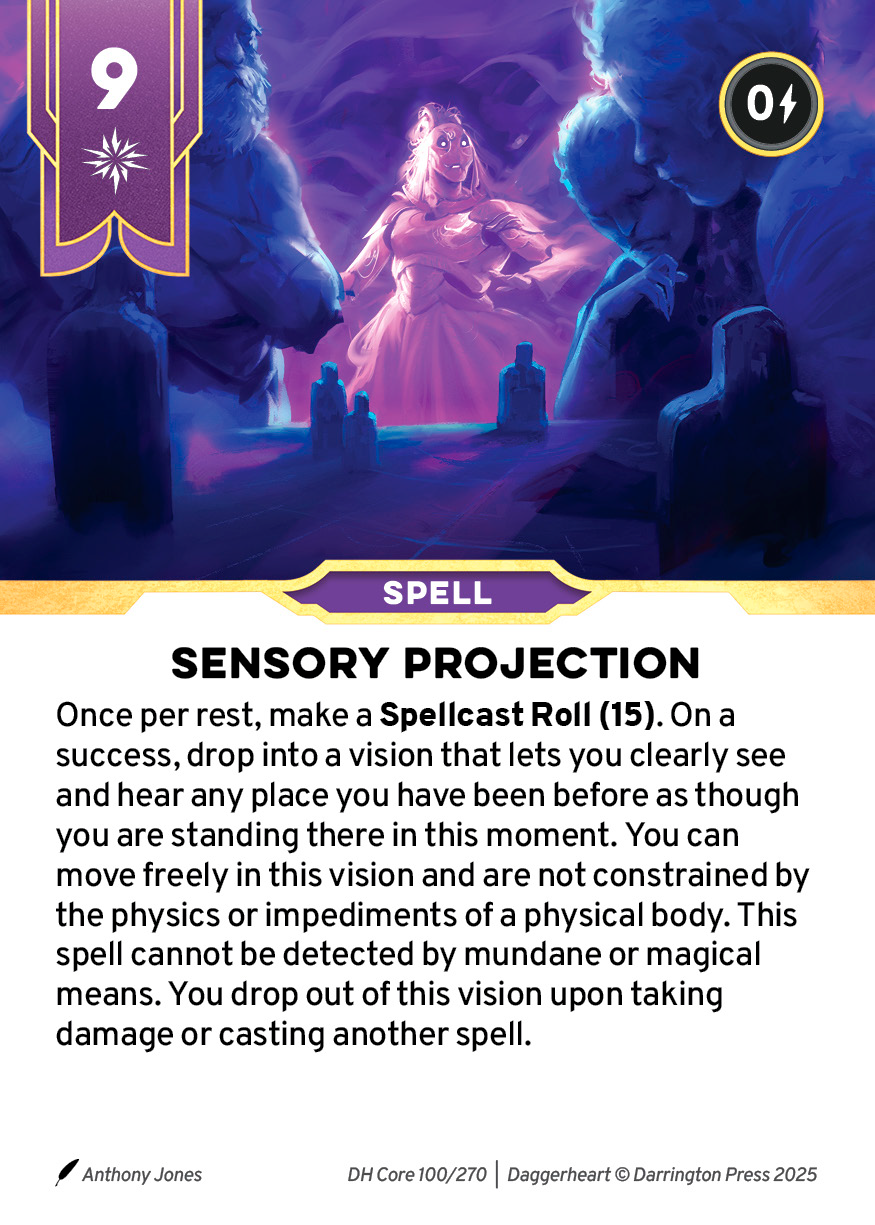 9
0
SPELL
SENSORY PROJECTION
Once per rest, make a Spellcast Roll (15). On a
success, drop into a vision that lets you clearly see
and hear any place you have been before as though
you are standing there in this moment. You can
move freely in this vision and are not constrained by
the physics or impediments of a physical body. This
spell cannot be detected by mundane or magical
means. You drop out of this vision upon taking
damage or casting another spell.
Anthony Jones
DH Core 100/270 | Daggerheart © Darrington Press 2025